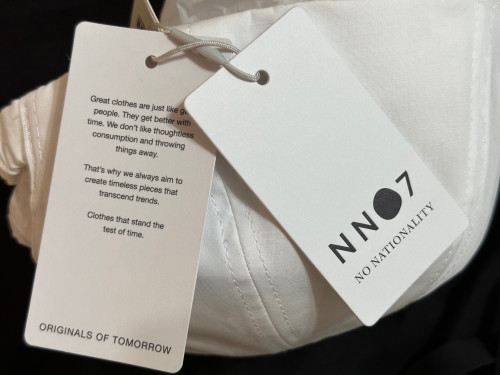 Great clothes are just like
people. They get better with
time. We don't like thoughtless
consumption and throwing
things away.
That's why we always aim to
create timeless pieces that
transcend trends.
Clothes that stand the
test of time.
ORIGINALS OF TOMORROW
NN●7
NO NATIONALITY